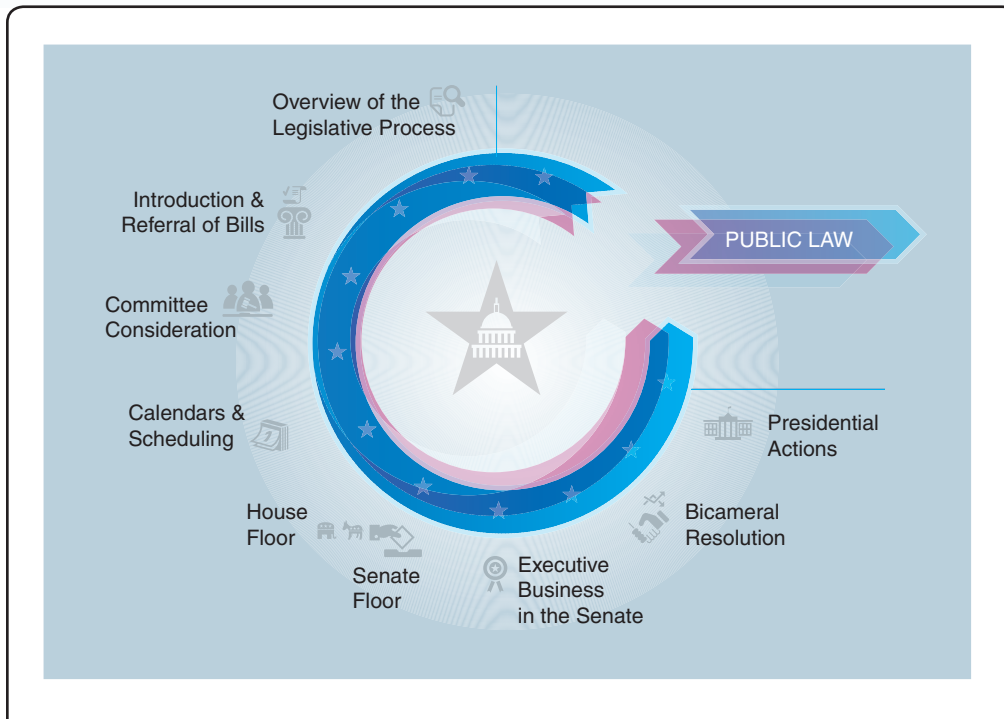 Overview of the
Legislative Process
Introduction &
Referral of Bills
Committee
Consideration
Calendars &
Scheduling
House
Floor
Senate
Floor
Executive
Business
in the Senate
Bicameral
Resolution
Presidential
Actions
PUBLIC LAW